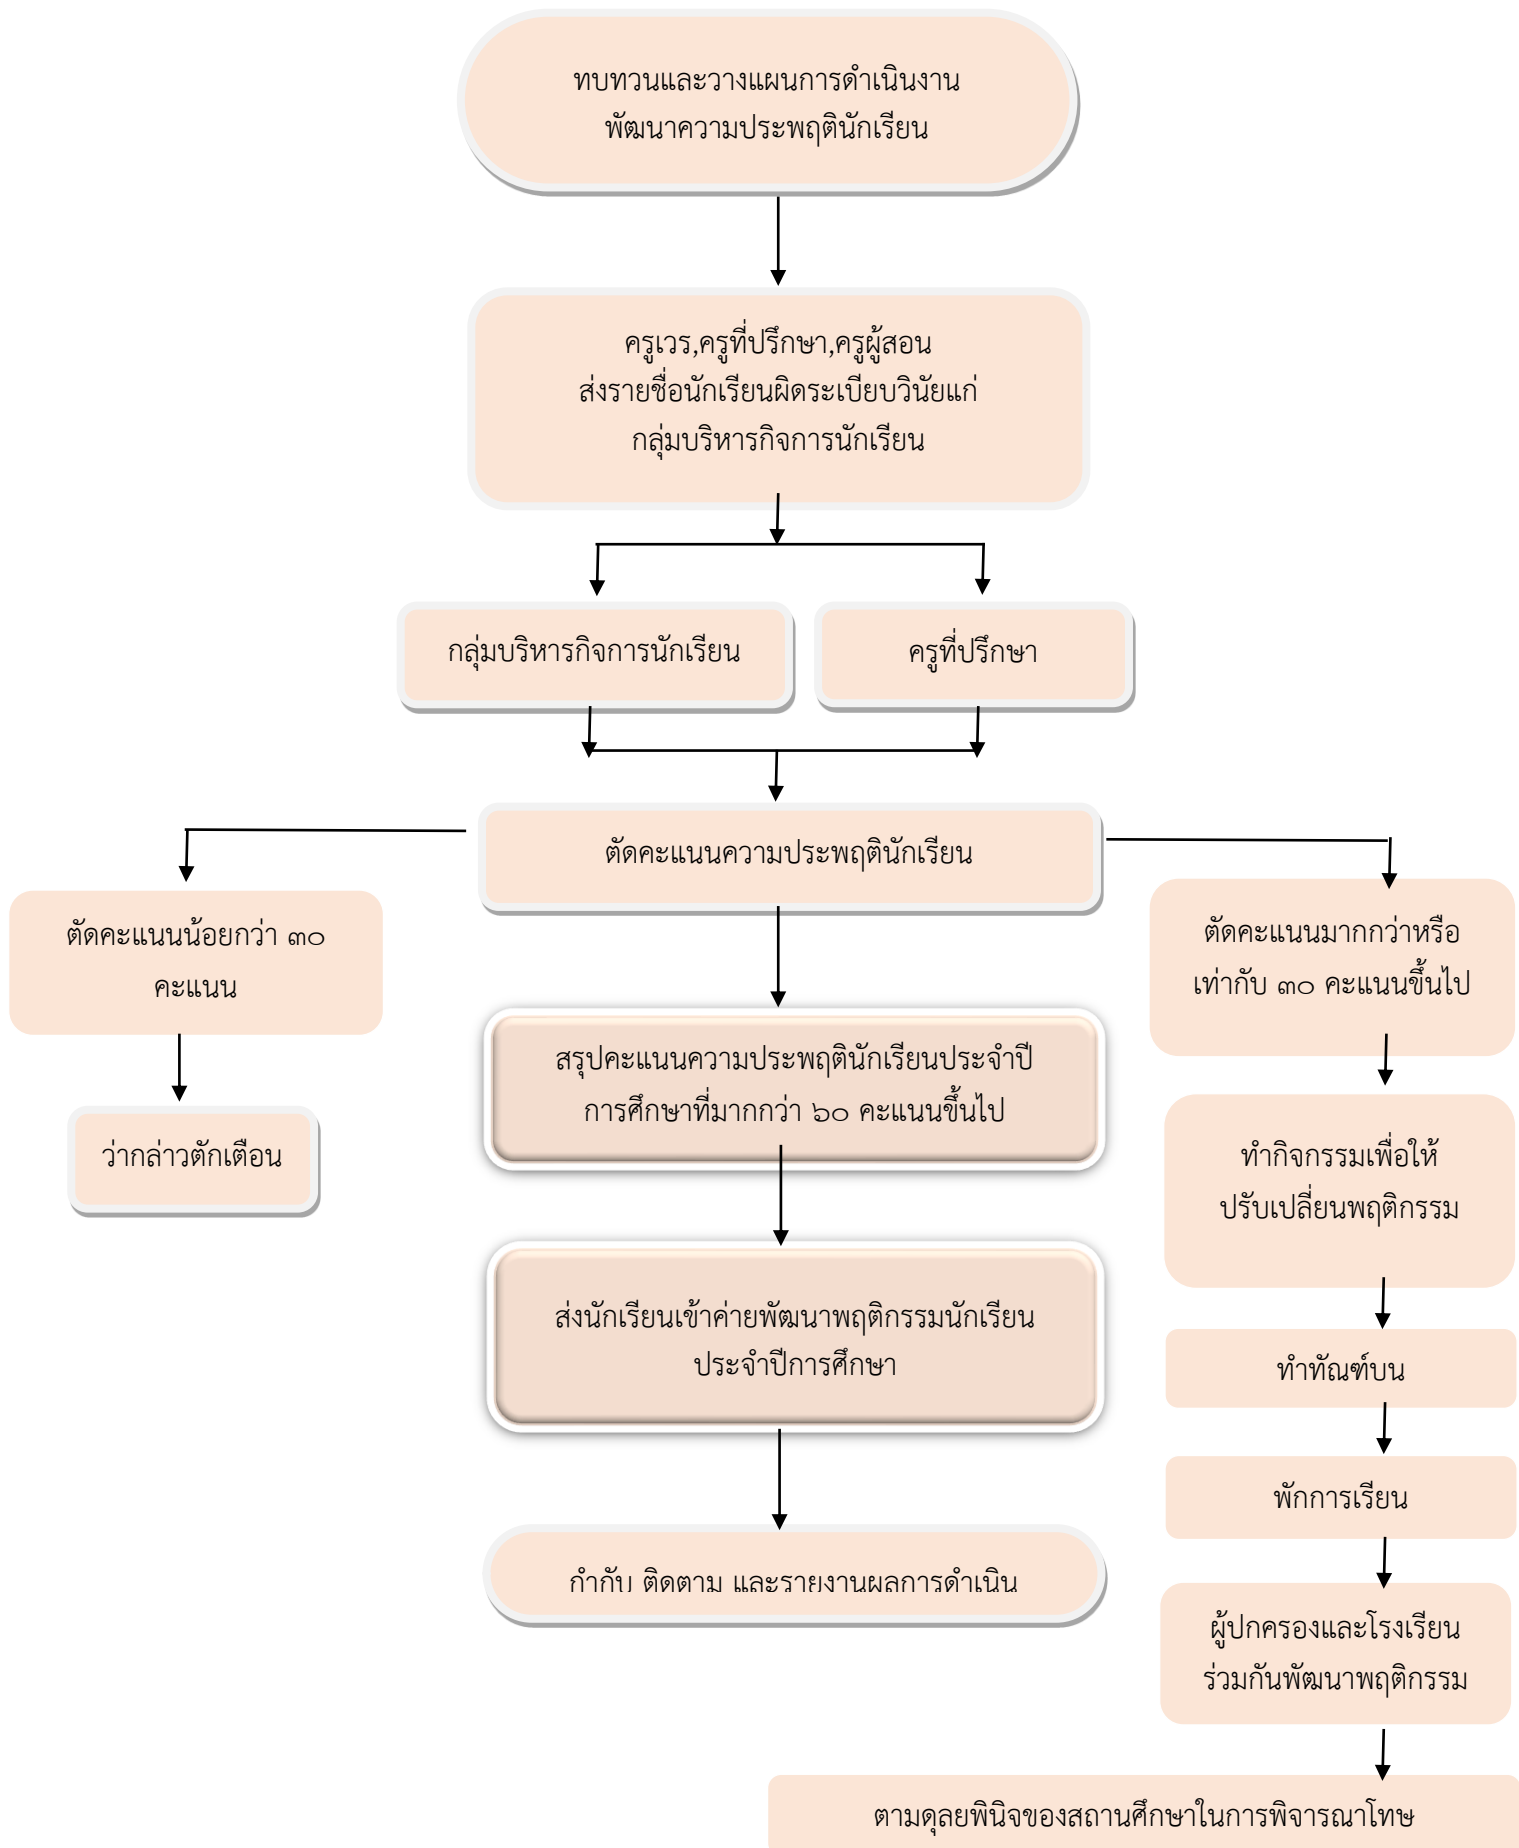 ทบทวนและวางแผนการดำเนินงาน
พัฒนาความประพฤตินักเรียน
ครูเวร,ครูที่ปรึกษา,ครูผู้สอน
ส่งรายชื่อนักเรียนผิดระเบียบวินัยแก่
กลุ่มบริหารกิจการนักเรียน
กลุ่มบริหารกิจการนักเรียน
ครูที่ปรึกษา
ตัดคะแนนความประพฤตินักเรียน
ตัดคะแนนน้อยกว่า ๓๐
คะแนน
ว่ากล่าวตักเตือน
สรุปคะแนนความประพฤตินักเรียนประจำปี
การศึกษาที่มากกว่า ๖๐ คะแนนขึ้นไป
ส่งนักเรียนเข้าค่ายพัฒนาพฤติกรรมนักเรียน
ประจำปีการศึกษา
กำกับ ติดตาม และรายงานผลการดำเนิน
ตัดคะแนนมากกว่าหรือ
เท่ากับ ๓๐ คะแนนขึ้นไป
ทำกิจกรรมเพื่อให้
ปรับเปลี่ยนพฤติกรรม
ทำทัณฑ์บน
พักการเรียน
ผู้ปกครองและโรงเรียน
ร่วมกันพัฒนาพฤติกรรม
ตามดุลยพินิจของสถานศึกษาในการพิจารณาโทษ